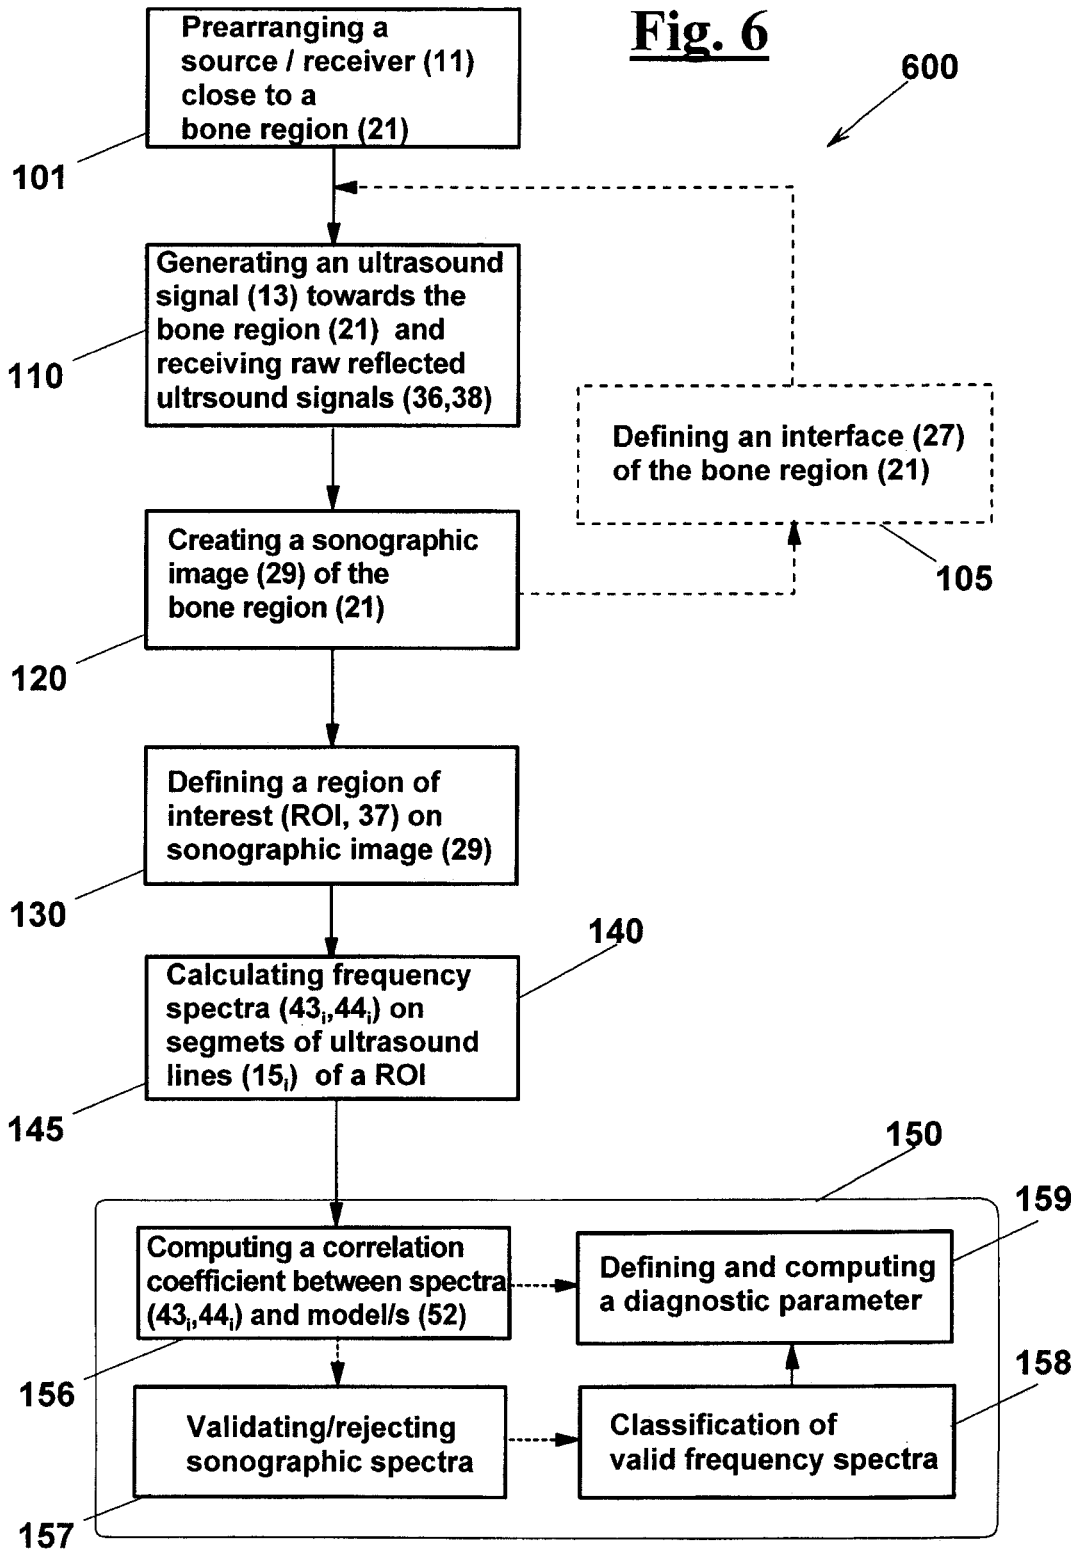 Fig. 6
600
Prearranging a
source / receiver (11)
close to a
bone region (21)
101
Generating an ultrasound
signal (13) towards the
bone region (21) and
receiving raw reflected
ultrsound signals (36,38)
110
Defining an interface (27)
of the bone region (21)
105
Creating a sonographic
image (29) of the
bone region (21)
120
Defining a region of
interest (ROI, 37) on
sonographic image (29)
130
140
Calculating frequency
spectra (43i,44i) on
segmets of ultrasound
lines (15i) of a ROI
145
150
Computing a correlation
coefficient between spectra
(43i,44i) and model/s (52)
156
159
Defining and computing
a diagnostic parameter
Validating/rejecting
sonographic spectra
157
158
Classification of
valid frequency spectra